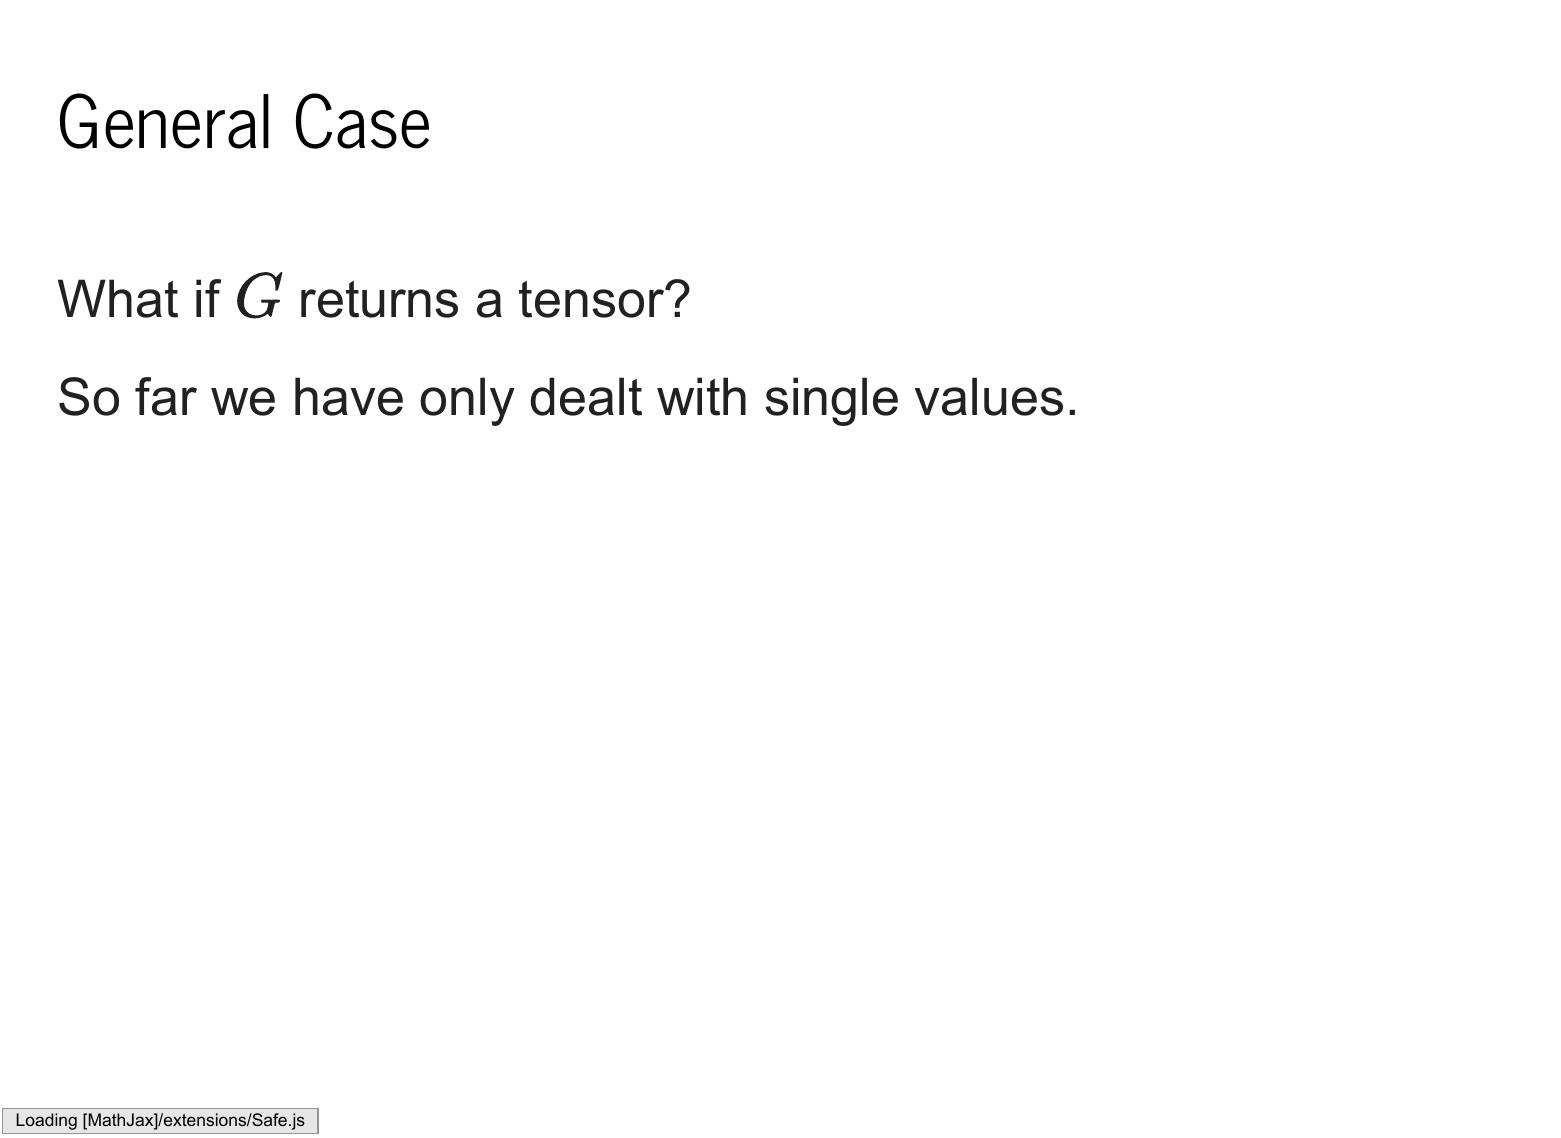 General Case
What if G returns a tensor?
So far we have only dealt with single values.
Loading [MathJax]/extensions/Safe.js